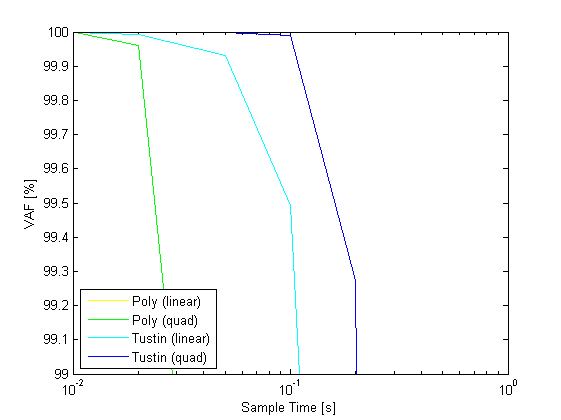 100
99.9
99.8
99.7
99.6
99.5
99.4
99.3
99.2
99.1
99
VAF [%]
Poly (linear)
Poly (quad)
Tustin (linear)
Tustin (quad)
10^-2
10^-1
10^0
Sample Time [s]